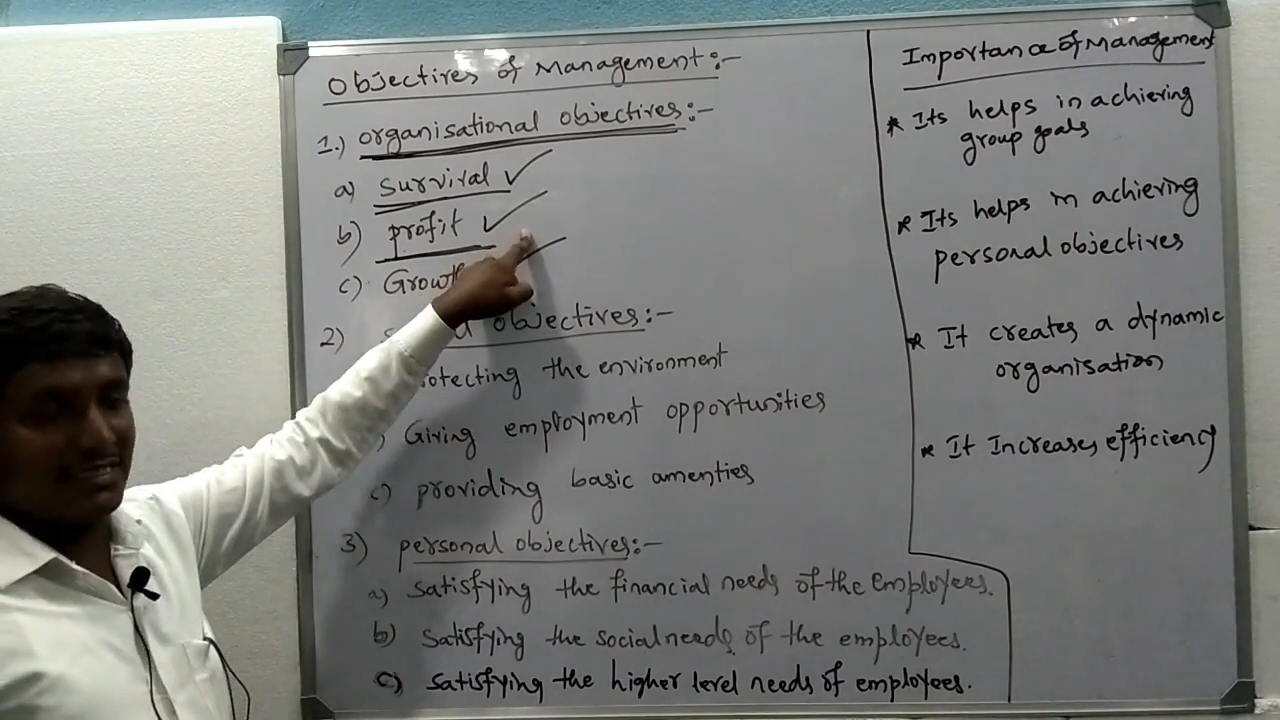 Objectives of Management:-
1.) organisational objectives:-
a) Survival ✓
b) profit ✓
c) Growth
2) objectives:-
the environment
Giving employment opportunities
c) providing basic amenties
3) personal objectives:-
a) Satisfying the financial needs of the Employees.
b) Satisfying the social needs of the employees.
c) satisfying the higher level needs of employees.
Importance of Management
* Its helps in achieving
group goals
* Its helps in achieving
personal objectives
* It creates a dynamic
organisation
* It Increases efficiency